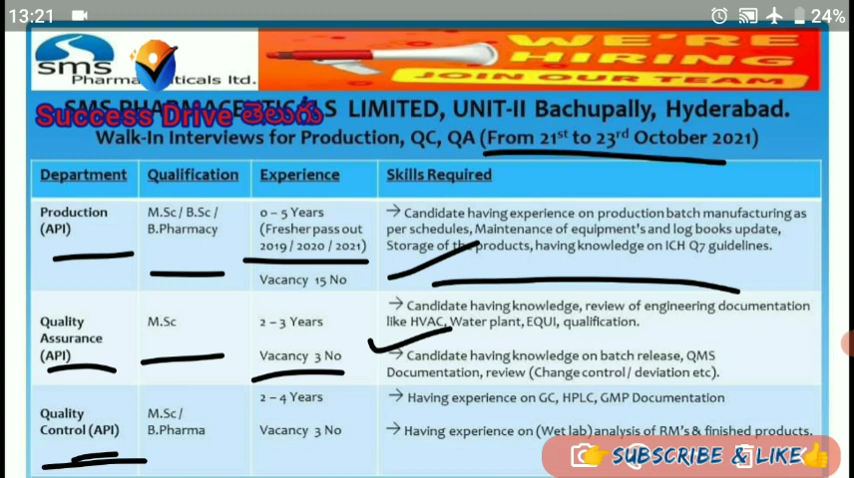 13:21
24%
sms
Pharma ticals ltd.
WE'RE
HIRING
JOIN OUR TEAM
Success Drive తెలుగు
SMS PHARMACEUTICALS LIMITED, UNIT-II Bachupally, Hyderabad.
Walk-In Interviews for Production, QC, QA (From 21st to 23rd October 2021)
Department Qualification Experience Skills Required
Production
(API)
M.Sc / B.Sc /
B.Pharmacy
0 – 5 Years
(Fresher pass out
2019 / 2020 / 2021)
Vacancy 15 No
→ Candidate having experience on production batch manufacturing as
per schedules, Maintenance of equipment's and log books update,
Storage of the products, having knowledge on ICH Q7 guidelines.
Quality
Assurance
(API)
M.Sc
2 – 3 Years
Vacancy 3 No
→ Candidate having knowledge, review of engineering documentation
like HVAC, Water plant, EQUI, qualification.
→ Candidate having knowledge on batch release, QMS
Documentation, review (Change control / deviation etc).
Quality
Control (API)
M.Sc /
B.Pharma
2 – 4 Years
Vacancy 3 No
→ Having experience on GC, HPLC, GMP Documentation
→ Having experience on (Wet lab) analysis of RM's & finished products.
SUBSCRIBE & LIKE